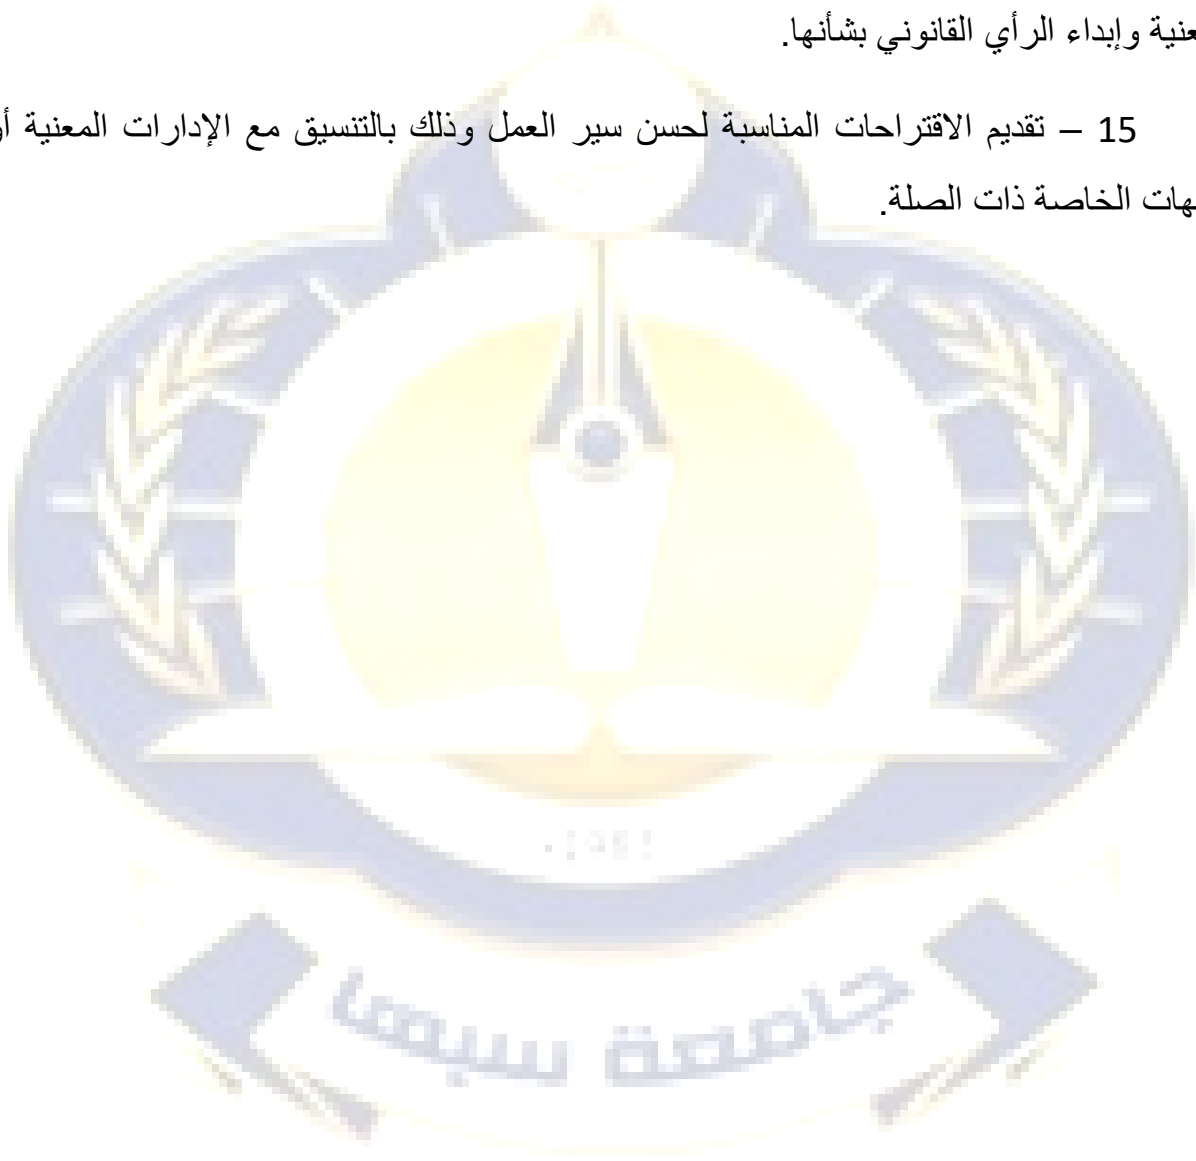 عنية وإبداء الرأي القانوني بشأنها.
15 – تقديم الاقتراحات المناسبة لحسن سير العمل وذلك بالتنسيق مع الإدارات المعنية أو
هات الخاصة ذات الصلة.
جامعة سبها